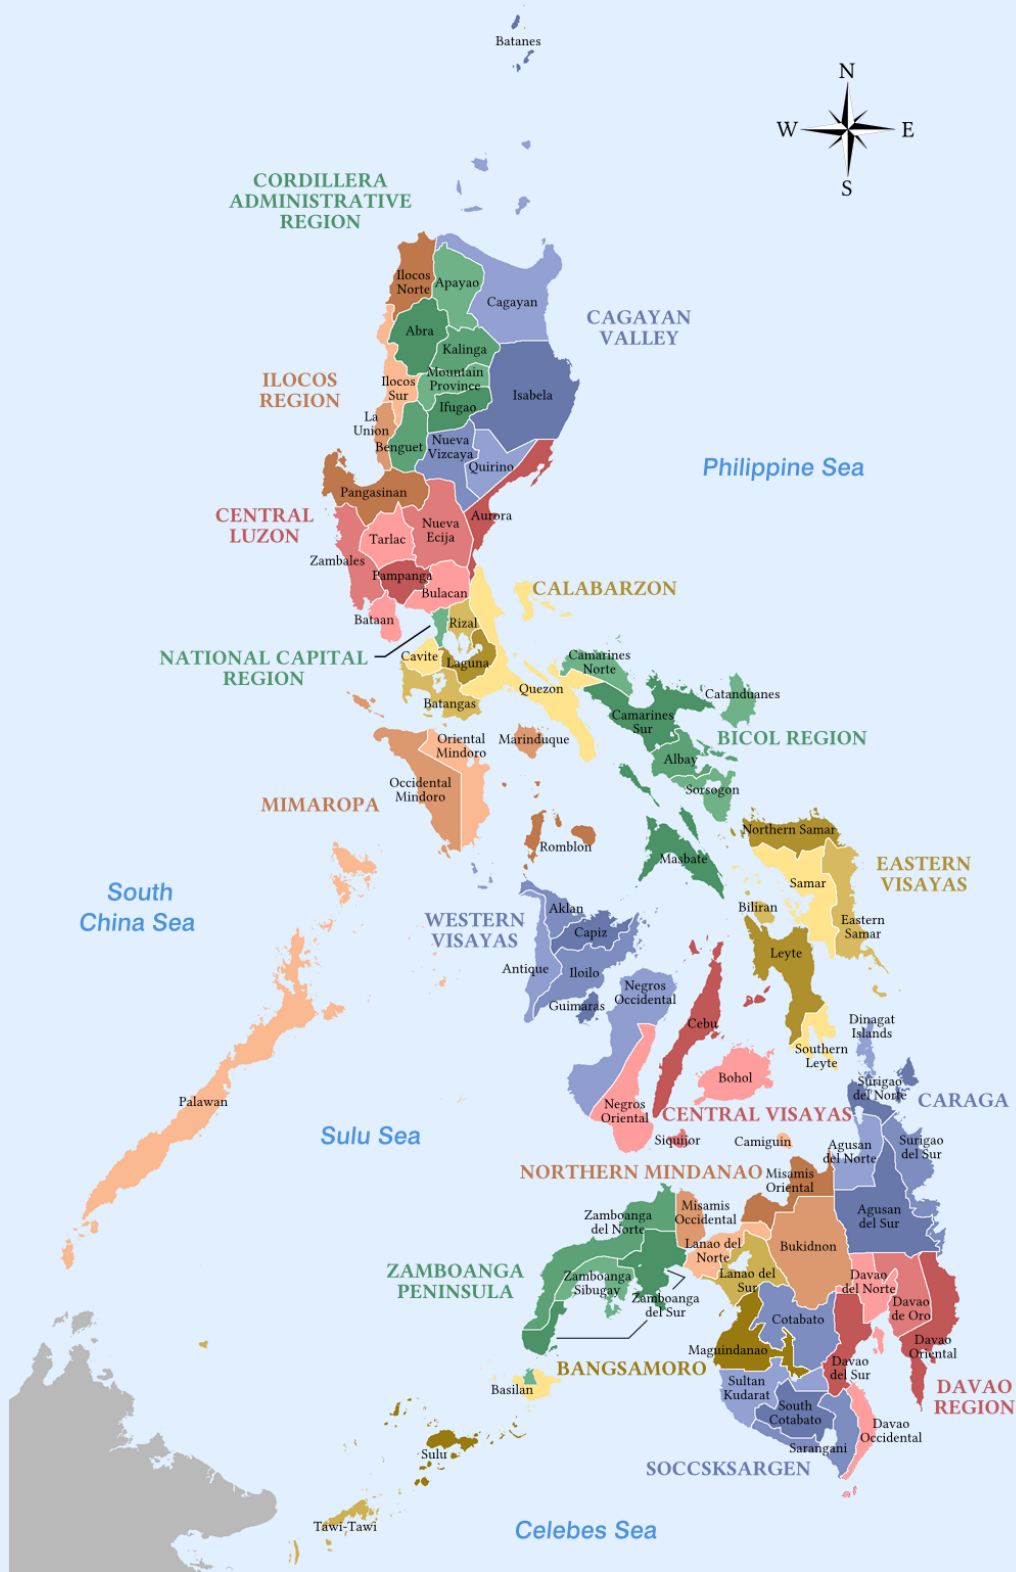 Batanes
N
W
E
S
CORDILLERA
ADMINISTRATIVE
REGION
Ilocos
Norte
Apayao
Cagayan
CAGAYAN
VALLEY
Abra
Kalinga
Mountain
Province
ILOCOS
REGION
Ilocos
Sur
Isabela
Ifugao
La
Union
Benguet
Nueva
Vizcaya
Quirino
Philippine Sea
Pangasinan
CENTRAL
LUZON
Aurora
Nueva
Ecija
Tarlac
Zambales
Pampanga
Bulacan
CALABARZON
Bataan
Rizal
NATIONAL CAPITAL
REGION
Cavite
Laguna
Camarines
Norte
Quezon
Catanduanes
Batangas
Camarines
Sur
BICOL REGION
Oriental
Mindoro
Marinduque
Albay
Occidental
Mindoro
Sorsogon
MIMAROPA
Northern Samar
Romblon
Masbate
EASTERN
VISAYAS
Samar
South
China Sea
Biliran
Eastern
Samar
WESTERN
VISAYAS
Aklan
Capiz
Leyte
Antique
Iloilo
Negros
Occidental
Guimaras
Cebu
Dinagat
Islands
Southern
Leyte
Bohol
Surigao
del Norte
CARAGA
Palawan
Negros
Oriental
CENTRAL VISAYAS
Sulu Sea
Siquijor
Camiguin
Agusan
del Norte
Surigao
del Sur
NORTHERN MINDANAO
Misamis
Oriental
Zamboanga
del Norte
Misamis
Occidental
Agusan
del Sur
Lanao del
Norte
Bukidnon
ZAMBOANGA
PENINSULA
Zamboanga
Sibugay
Lanao del
Sur
Davao
del Norte
Zamboanga
del Sur
Davao
de Oro
Cotabato
Maguindanao
Davao
Oriental
BANGSAMORO
Davao
del Sur
Basilan
Sultan
Kudarat
DAVAO
REGION
South
Cotabato
Davao
Occidental
Sarangani
Sulu
SOCCSKSARGEN
Tawi-Tawi
Celebes Sea